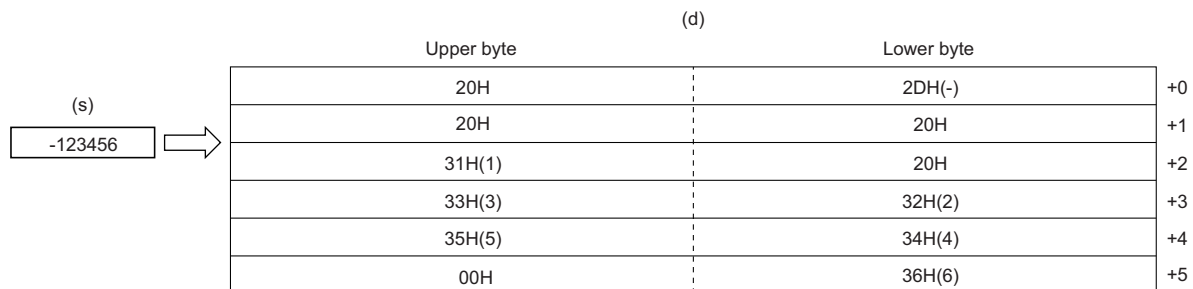 (d)
Upper byte Lower byte
20H 2DH(-) +0
(s)
20H 20H +1
-123456
31H(1) 20H +2
33H(3) 32H(2) +3
35H(5) 34H(4) +4
00H 36H(6) +5